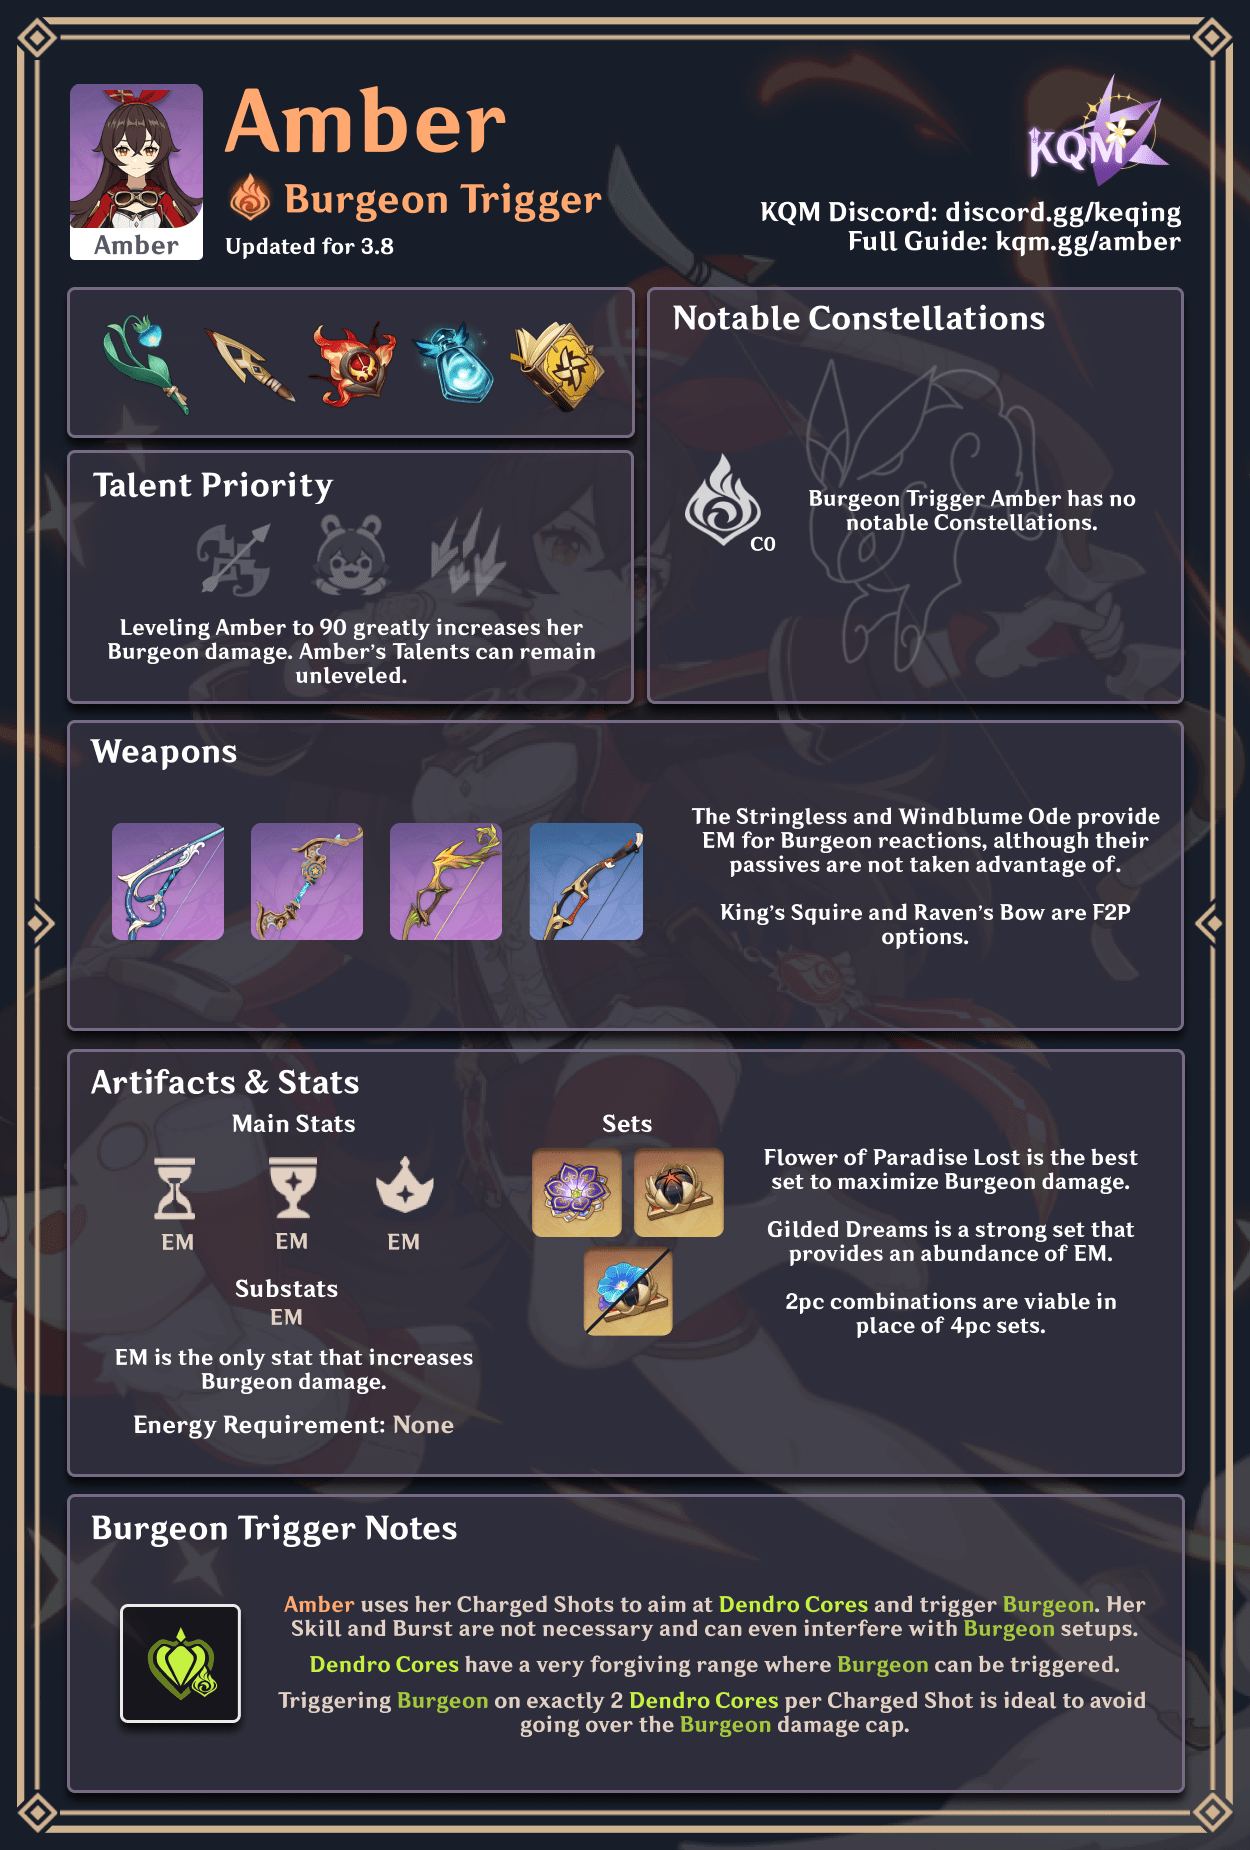 Amber
Burgeon Trigger
Updated for 3.8
Amber
KQM
KQM Discord: discord.gg/keqing
Full Guide: kqm.gg/amber
Notable Constellations
C0
Burgeon Trigger Amber has no
notable Constellations.
Talent Priority
Leveling Amber to 90 greatly increases her
Burgeon damage. Amber's Talents can remain
unleveled.
Weapons
The Stringless and Windblume Ode provide
EM for Burgeon reactions, although their
passives are not taken advantage of.
King's Squire and Raven's Bow are F2P
options.
Artifacts & Stats
Main Stats
EM
EM
EM
Substats
EM
EM is the only stat that increases
Burgeon damage.
Energy Requirement: None
Sets
Flower of Paradise Lost is the best
set to maximize Burgeon damage.
Gilded Dreams is a strong set that
provides an abundance of EM.
2pc combinations are viable in
place of 4pc sets.
Burgeon Trigger Notes
Amber uses her Charged Shots to aim at Dendro Cores and trigger Burgeon. Her
Skill and Burst are not necessary and can even interfere with Burgeon setups.
Dendro Cores have a very forgiving range where Burgeon can be triggered.
Triggering Burgeon on exactly 2 Dendro Cores per Charged Shot is ideal to avoid
going over the Burgeon damage cap.